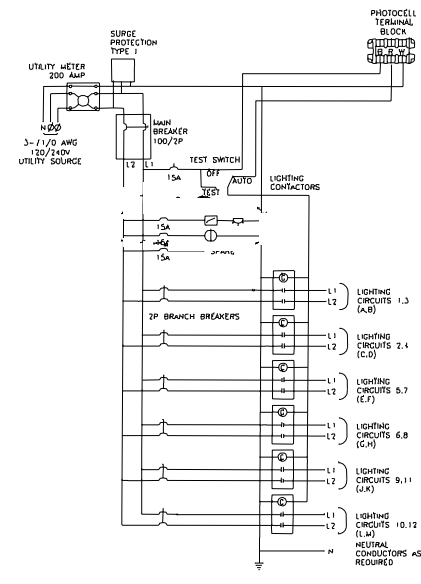 PHOTOCELL
TERMINAL
BLOCK
B R W
SURGE
PROTECTION
TYPE 1
UTILITY METER
200 AMP
N Ø Ø
3-/1/0 AWG
120/240V
UTILITY SOURCE
MAIN
BREAKER
100/2P
L2 L1
TEST SWITCH
OFF
15A
AUTO
TEST
LIGHTING
CONTACTORS
15A
15A
SPARE
15A
C
L1
L2
LIGHTING
CIRCUITS 1,3
(A,B)
2P BRANCH BREAKERS
C
L1
L2
LIGHTING
CIRCUITS 2,4
(C,D)
C
L1
L2
LIGHTING
CIRCUITS 5,7
(E,F)
C
L1
L2
LIGHTING
CIRCUITS 6,8
(G,H)
C
L1
L2
LIGHTING
CIRCUITS 9,11
(J,K)
C
L1
L2
LIGHTING
CIRCUITS 10,12
(L,M)
N
NEUTRAL
CONDUCTORS AS
REQUIRED